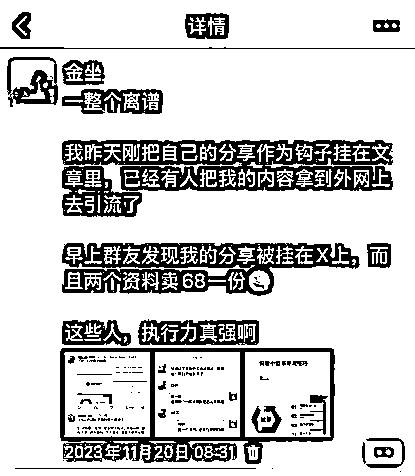 详情
金坐
一整个离谱
我昨天刚把自己的分享作为钩子挂在文
章里，已经有人把我的内容拿到外网上
去引流了
早上群友发现我的分享被挂在X上，而
且两个资料卖 68 一份
这些人，执行力真强啊
2023年11月20日 08:31